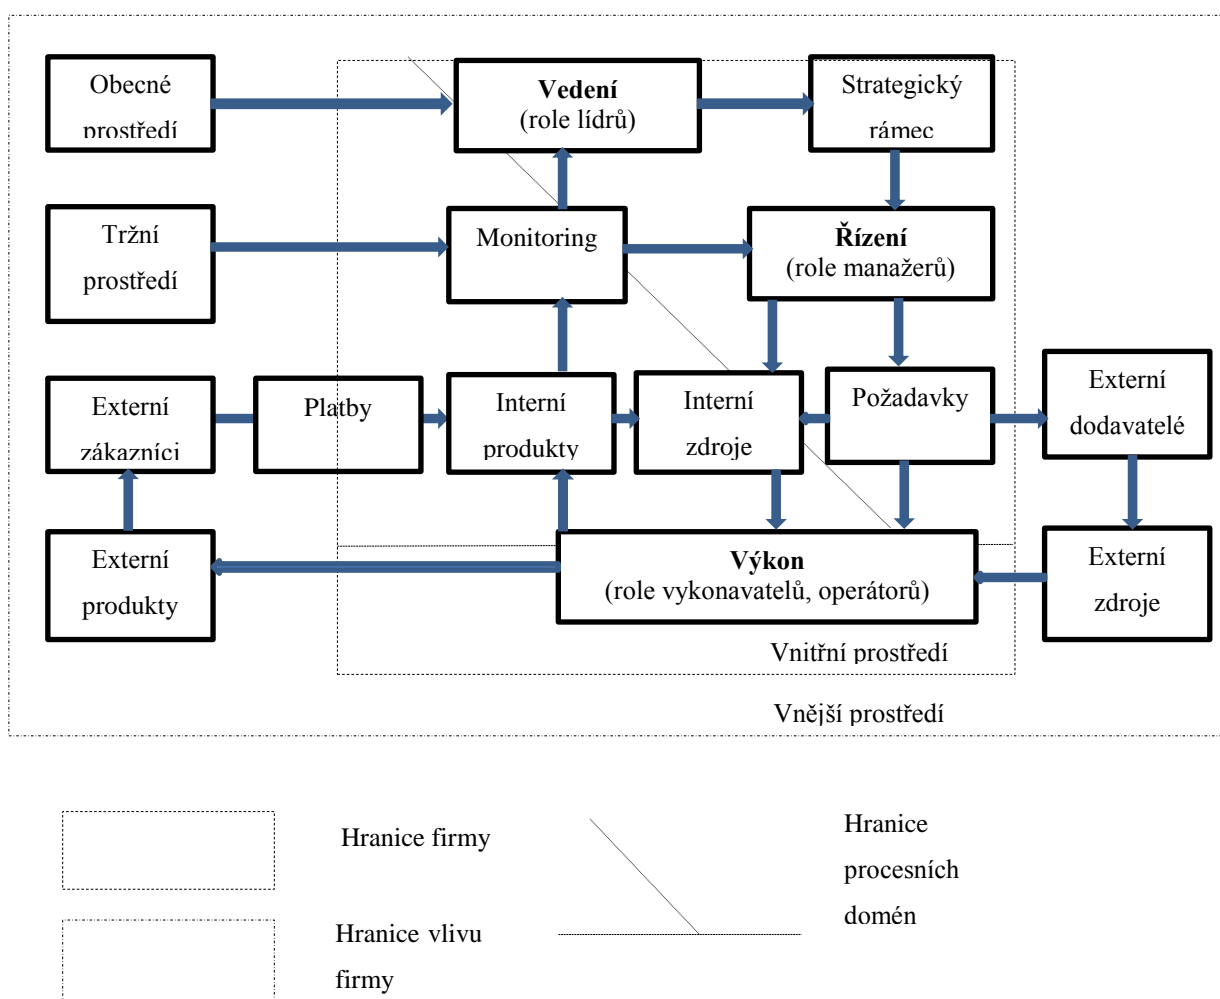 Obecné
prostředí
Vedení
(role lídrů)
Strategický
rámec
Tržní
prostředí
Monitoring
Řízení
(role manažerů)
Externí
zákazníci
Platby
Interní
produkty
Interní
zdroje
Požadavky
Externí
dodavatelé
Externí
produkty
Výkon
(role vykonavatelů, operátorů)
Externí
zdroje
Vnitřní prostředí
Vnější prostředí
Hranice firmy
Hranice
procesních
domén
Hranice vlivu
firmy